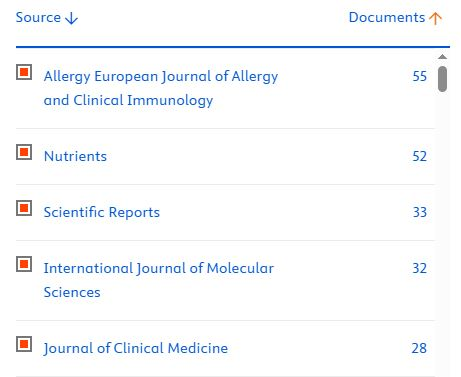 Source Documents
Allergy European Journal of Allergy 55
and Clinical Immunology
Nutrients 52
Scientific Reports 33
International Journal of Molecular 32
Sciences
Journal of Clinical Medicine 28